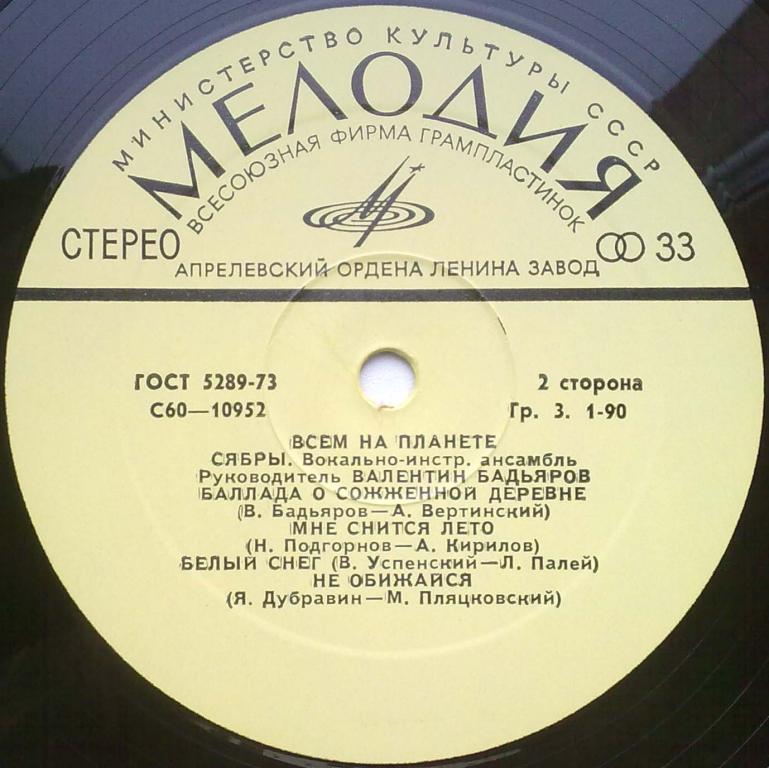 МИНИСТЕРСТВО КУЛЬТУРЫ СССР
МЕЛОДИЯ
ВСЕСОЮЗНАЯ ФИРМА ГРАМПЛАСТИНОК
СТЕРЕО 33
АПРЕЛЕВСКИЙ ОРДЕНА ЛЕНИНА ЗАВОД
ГОСТ 5289-73 2 сторона
С60—10952 Гр. 3. 1-90
ВСЕМ НА ПЛАНЕТЕ
СЯБРЫ. Вокально-инстр. ансамбль
Руководитель ВАЛЕНТИН БАДЬЯРОВ
БАЛЛАДА О СОЖЖЕННОЙ ДЕРЕВНЕ
(В. Бадьяров—А. Вертинский)
МНЕ СНИТСЯ ЛЕТО
(Н. Подгорнов—А. Кирилов)
БЕЛЫЙ СНЕГ (В. Успенский—Л. Палей)
НЕ ОБИЖАЙСЯ
(Я. Дубравин—М. Пляцковский)